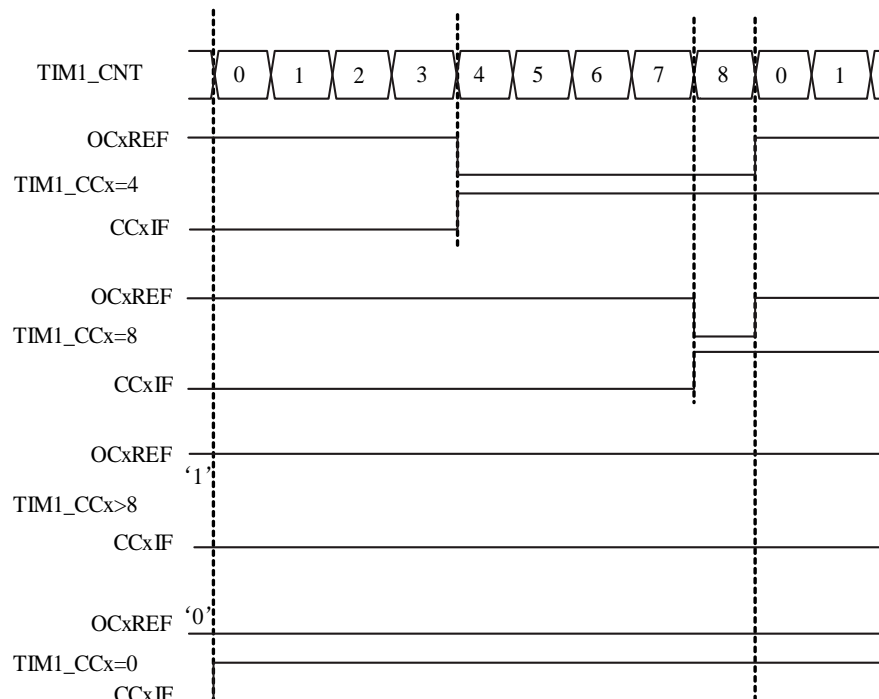 TIM1_CNT 0 1 2 3 4 5 6 7 8 0 1
OCxREF
TIM1_CCx=4
CCxIF
OCxREF
TIM1_CCx=8
CCxIF
OCxREF
‘1’
TIM1_CCx>8
CCxIF
OCxREF ‘0’
TIM1_CCx=0
CCxIF